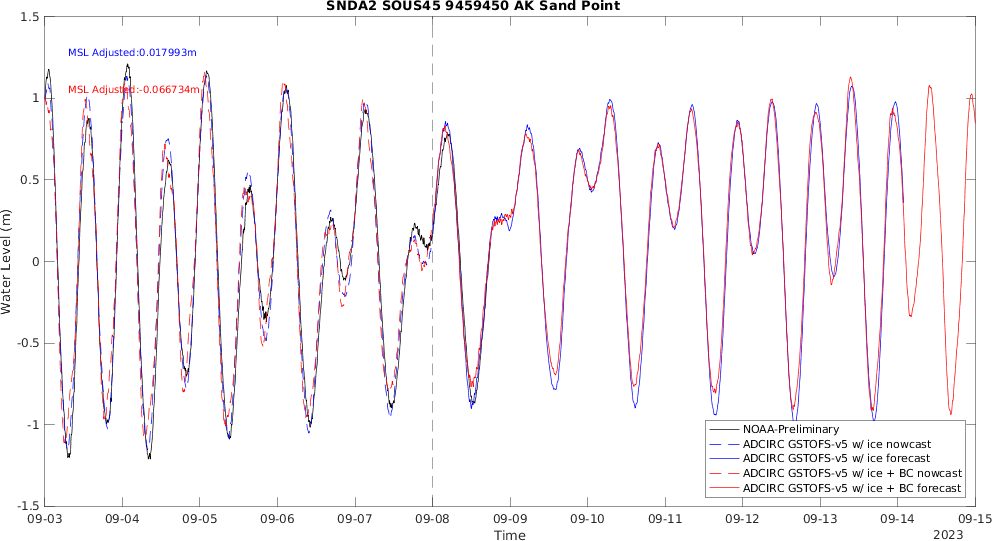 SNDA2 SOUS45 9459450 AK Sand Point
1.5
1
0.5
0
-0.5
-1
-1.5
Water Level (m)
MSL Adjusted:0.017993m
MSL Adjusted:-0.066734m
NOAA-Preliminary
ADCIRC GSTOFS-v5 w/ ice nowcast
ADCIRC GSTOFS-v5 w/ ice forecast
ADCIRC GSTOFS-v5 w/ ice + BC nowcast
ADCIRC GSTOFS-v5 w/ ice + BC forecast
09-03 09-04 09-05 09-06 09-07 09-08 09-09 09-10 09-11 09-12 09-13 09-14 09-15
Time
2023